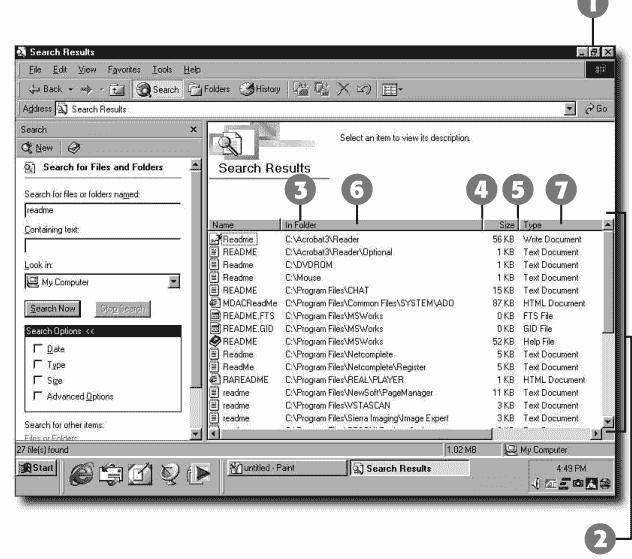 1
Search Results
File Edit View Favorites Tools Help
Back Search Folders History
Address Search Results Go
Search
New
Search for Files and Folders
Search for files or folders named:
readme
Containing text:
Look in:
My Computer
Search Now Stop Search
Search Options <<
Date
Type
Size
Advanced Options
Search for other items:
Files or Folders
Select an item to view its description.
Search Results
3 6 4 5 7
Name In Folder Size Type
Readme C:\Acrobat3\Reader 56 KB Write Document
README C:\Acrobat3\Reader\Optional 1 KB Text Document
Readme C:\DVDROM 1 KB Text Document
Readme C:\Mouse 1 KB Text Document
README C:\Program Files\CHAT 15 KB Text Document
MDACReadMe C:\Program Files\Common Files\SYSTEM\ADO 87 KB HTML Document
README.FTS C:\Program Files\MSWorks 0 KB FTS File
README.GID C:\Program Files\MSWorks 0 KB GID File
README C:\Program Files\MSWorks 52 KB Help File
Readme C:\Program Files\Netcomplete 5 KB Text Document
ReadMe C:\Program Files\Netcomplete\Register 5 KB Text Document
RAREADME C:\Program Files\REAL\PLAYER 1 KB HTML Document
readme C:\Program Files\NewSoft\PageManager 11 KB Text Document
readme C:\Program Files\VSTASCAN 3 KB Text Document
readme C:\Program Files\Sierra Imaging\Image Expert 3 KB Text Document
27 file(s) found 1.02 MB My Computer
Start untitled - Paint Search Results 4:49 PM
2